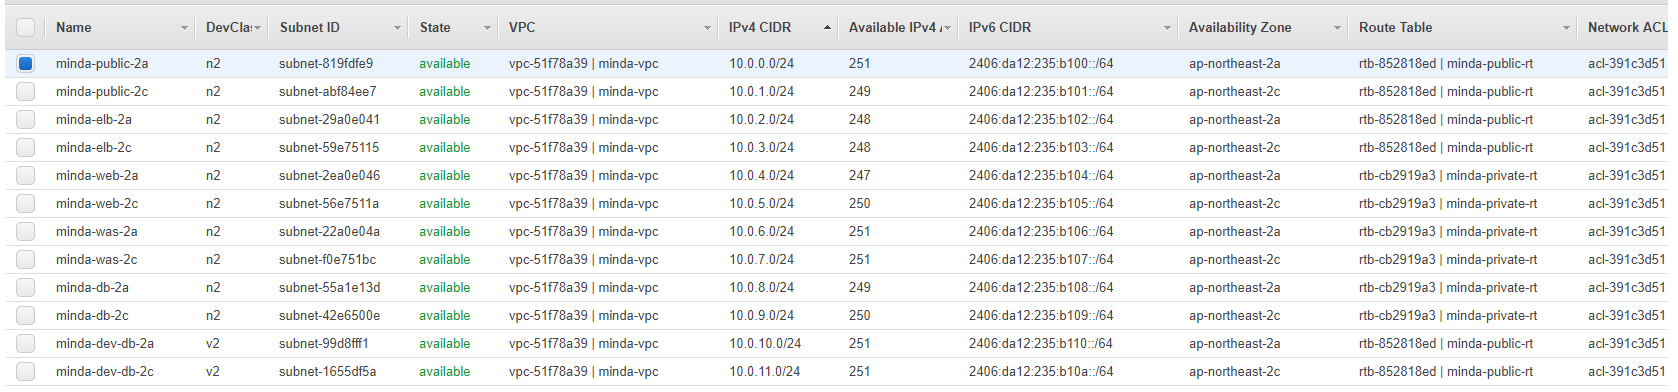 Name DevCla: Subnet ID State VPC IPv4 CIDR Available IPv4 IPv6 CIDR Availability Zone Route Table Network ACL
minda-public-2a n2 subnet-819fdfe9 available vpc-51f78a39 | minda-vpc 10.0.0.0/24 251 2406:da12:235:b100::/64 ap-northeast-2a rtb-852818ed | minda-public-rt acl-391c3d51
minda-public-2c n2 subnet-abf84ee7 available vpc-51f78a39 | minda-vpc 10.0.1.0/24 249 2406:da12:235:b101::/64 ap-northeast-2c rtb-852818ed | minda-public-rt acl-391c3d51
minda-elb-2a n2 subnet-29a0e041 available vpc-51f78a39 | minda-vpc 10.0.2.0/24 248 2406:da12:235:b102::/64 ap-northeast-2a rtb-852818ed | minda-public-rt acl-391c3d51
minda-elb-2c n2 subnet-59e75115 available vpc-51f78a39 | minda-vpc 10.0.3.0/24 248 2406:da12:235:b103::/64 ap-northeast-2c rtb-852818ed | minda-public-rt acl-391c3d51
minda-web-2a n2 subnet-2ea0e046 available vpc-51f78a39 | minda-vpc 10.0.4.0/24 247 2406:da12:235:b104::/64 ap-northeast-2a rtb-cb2919a3 | minda-private-rt acl-391c3d51
minda-web-2c n2 subnet-56e7511a available vpc-51f78a39 | minda-vpc 10.0.5.0/24 250 2406:da12:235:b105::/64 ap-northeast-2c rtb-cb2919a3 | minda-private-rt acl-391c3d51
minda-was-2a n2 subnet-22a0e04a available vpc-51f78a39 | minda-vpc 10.0.6.0/24 251 2406:da12:235:b106::/64 ap-northeast-2a rtb-cb2919a3 | minda-private-rt acl-391c3d51
minda-was-2c n2 subnet-f0e751bc available vpc-51f78a39 | minda-vpc 10.0.7.0/24 251 2406:da12:235:b107::/64 ap-northeast-2c rtb-cb2919a3 | minda-private-rt acl-391c3d51
minda-db-2a n2 subnet-55a1e13d available vpc-51f78a39 | minda-vpc 10.0.8.0/24 249 2406:da12:235:b108::/64 ap-northeast-2a rtb-cb2919a3 | minda-private-rt acl-391c3d51
minda-db-2c n2 subnet-42e6500e available vpc-51f78a39 | minda-vpc 10.0.9.0/24 250 2406:da12:235:b109::/64 ap-northeast-2c rtb-cb2919a3 | minda-private-rt acl-391c3d51
minda-dev-db-2a v2 subnet-99d8fff1 available vpc-51f78a39 | minda-vpc 10.0.10.0/24 251 2406:da12:235:b110::/64 ap-northeast-2a rtb-852818ed | minda-public-rt acl-391c3d51
minda-dev-db-2c v2 subnet-1655df5a available vpc-51f78a39 | minda-vpc 10.0.11.0/24 251 2406:da12:235:b10a::/64 ap-northeast-2c rtb-852818ed | minda-public-rt acl-391c3d51